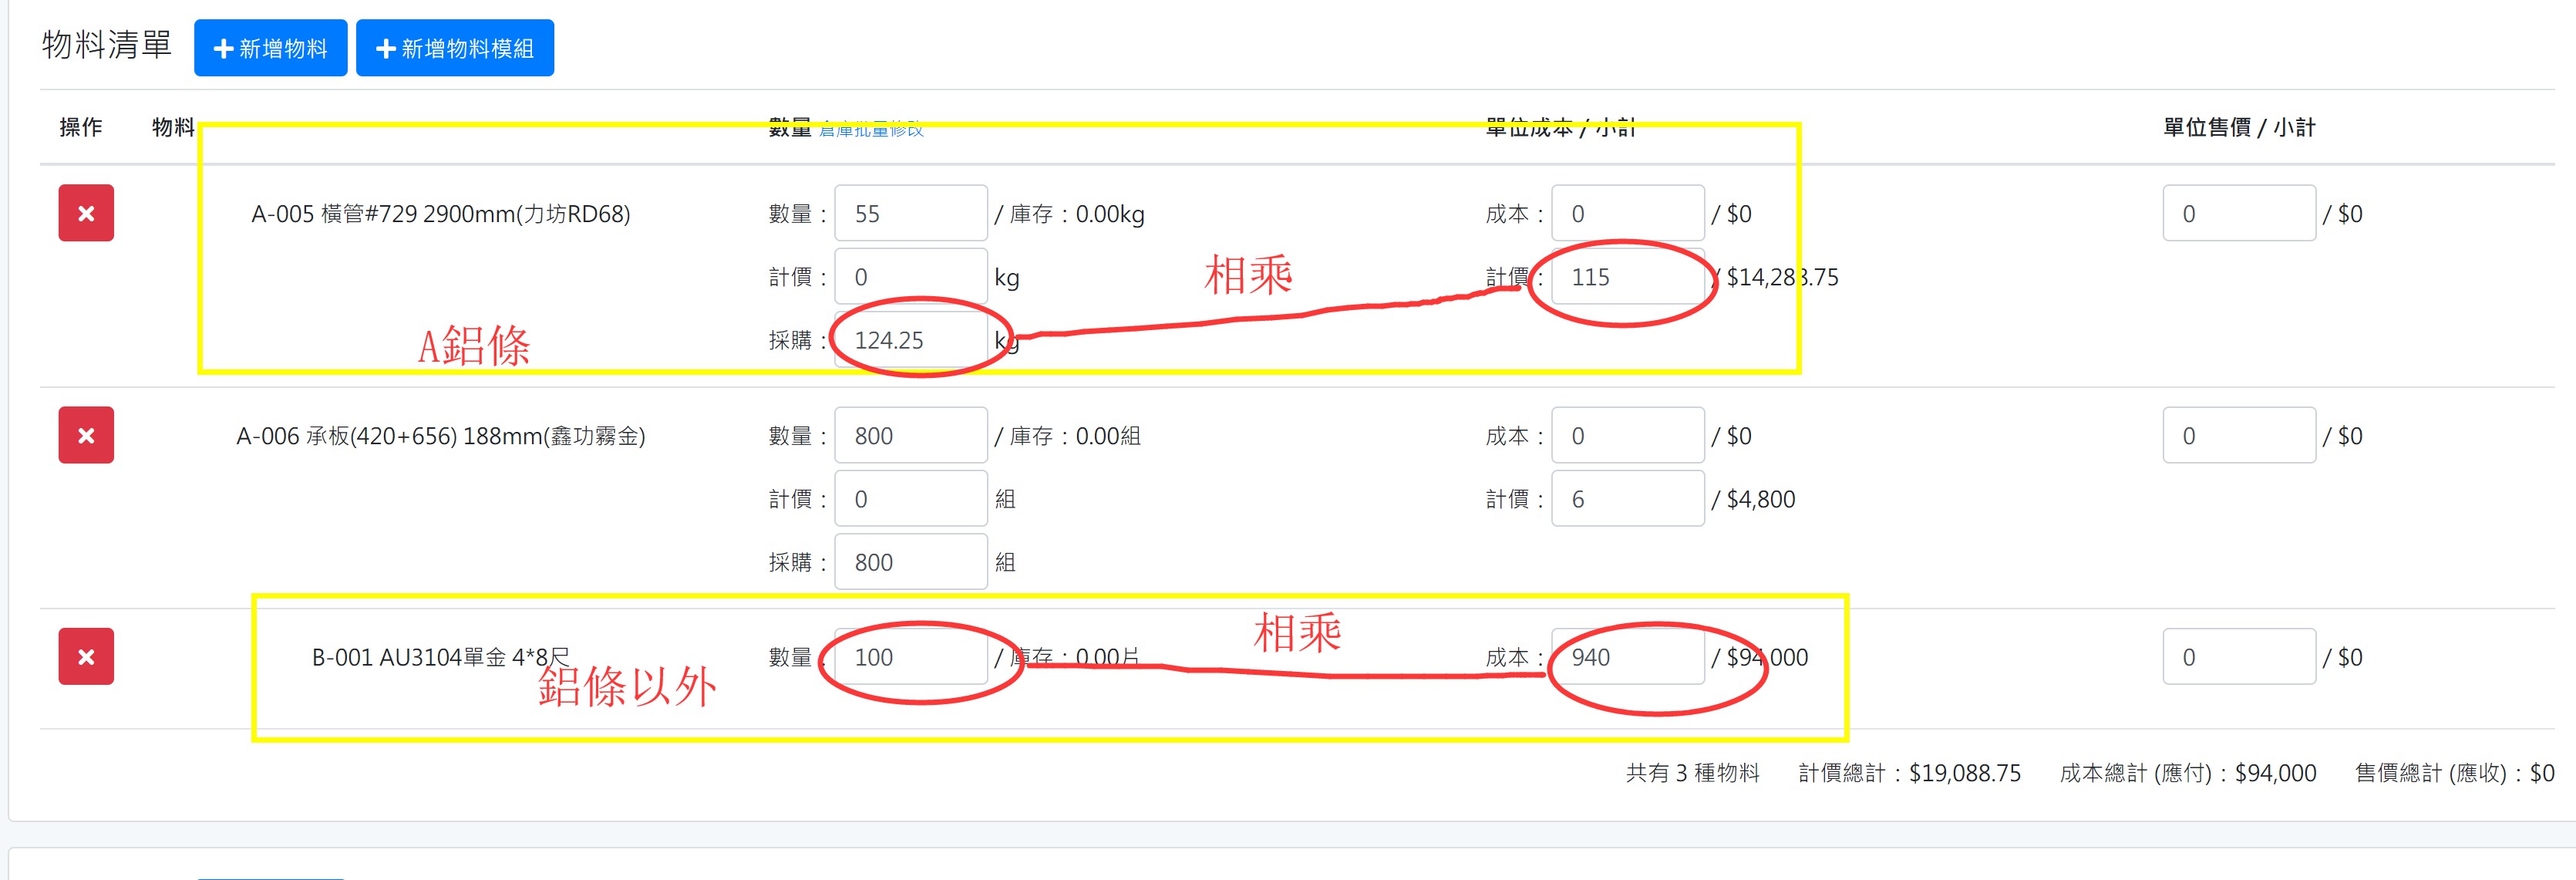 物料清單 新增物料 新增物料模組
操作 物料 數量 倉庫批量修改 單位成本 / 小計 單位售價 / 小計
A-005 橫管#729 2900mm(力坊RD68) 數量： 55 / 庫存：0.00kg 成本： 0 / $0 0 / $0
計價： 0 kg 相乘 計價： 115 / $14,288.75
A鋁條 採購： 124.25 kg
A-006 承板(420+656) 188mm(鑫功霧金) 數量： 800 / 庫存：0.00組 成本： 0 / $0 0 / $0
計價： 0 組 計價： 6 / $4,800
採購： 800 組
相乘
B-001 AU3104單金 4*8尺 數量： 100 / 庫存：0.00片 成本： 940 / $94,000 0 / $0
鋁條以外
共有 3 種物料 計價總計：$19,088.75 成本總計 (應付)：$94,000 售價總計 (應收)：$0